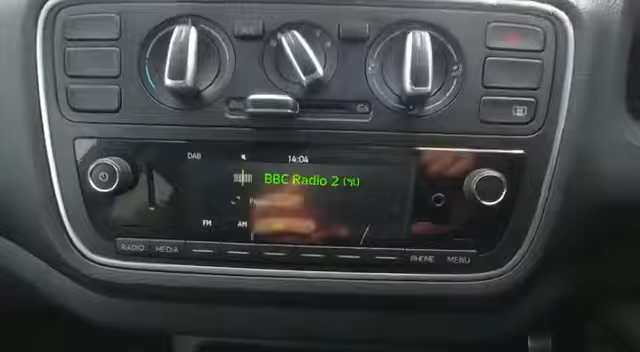 DAB 14:04
BBC Radio 2
FM AM
RADIO MEDIA PHONE MENU